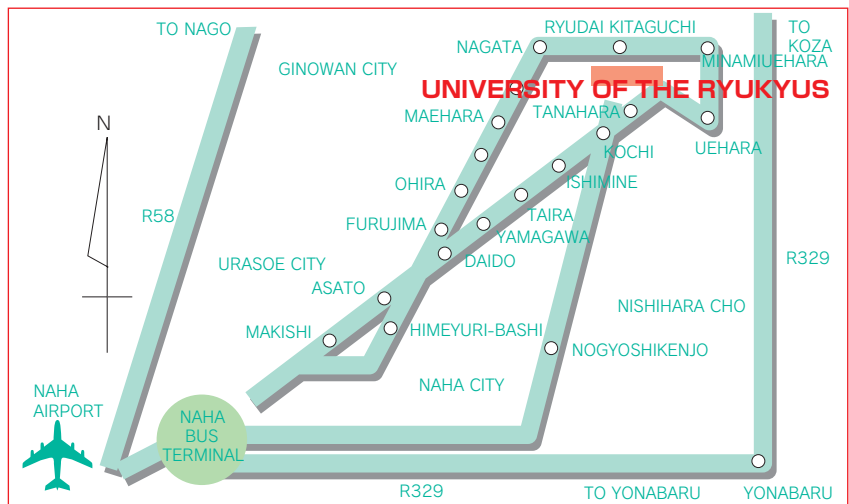 TO NAGO
RYUDAI KITAGUCHI
TO
KOZA
NAGATA
MINAMIUEHARA
GINOWAN CITY
UNIVERSITY OF THE RYUKYUS
MAEHARA
TANAHARA
N
KOCHI
UEHARA
OHIRA
ISHIMINE
R58
FURUJIMA
TAIRA
YAMAGAWA
URASOE CITY
DAIDO
R329
ASATO
NISHIHARA CHO
MAKISHI
HIMEYURI-BASHI
NOGYOSHIKENJO
NAHA CITY
NAHA
AIRPORT
NAHA
BUS
TERMINAL
R329
TO YONABARU
YONABARU